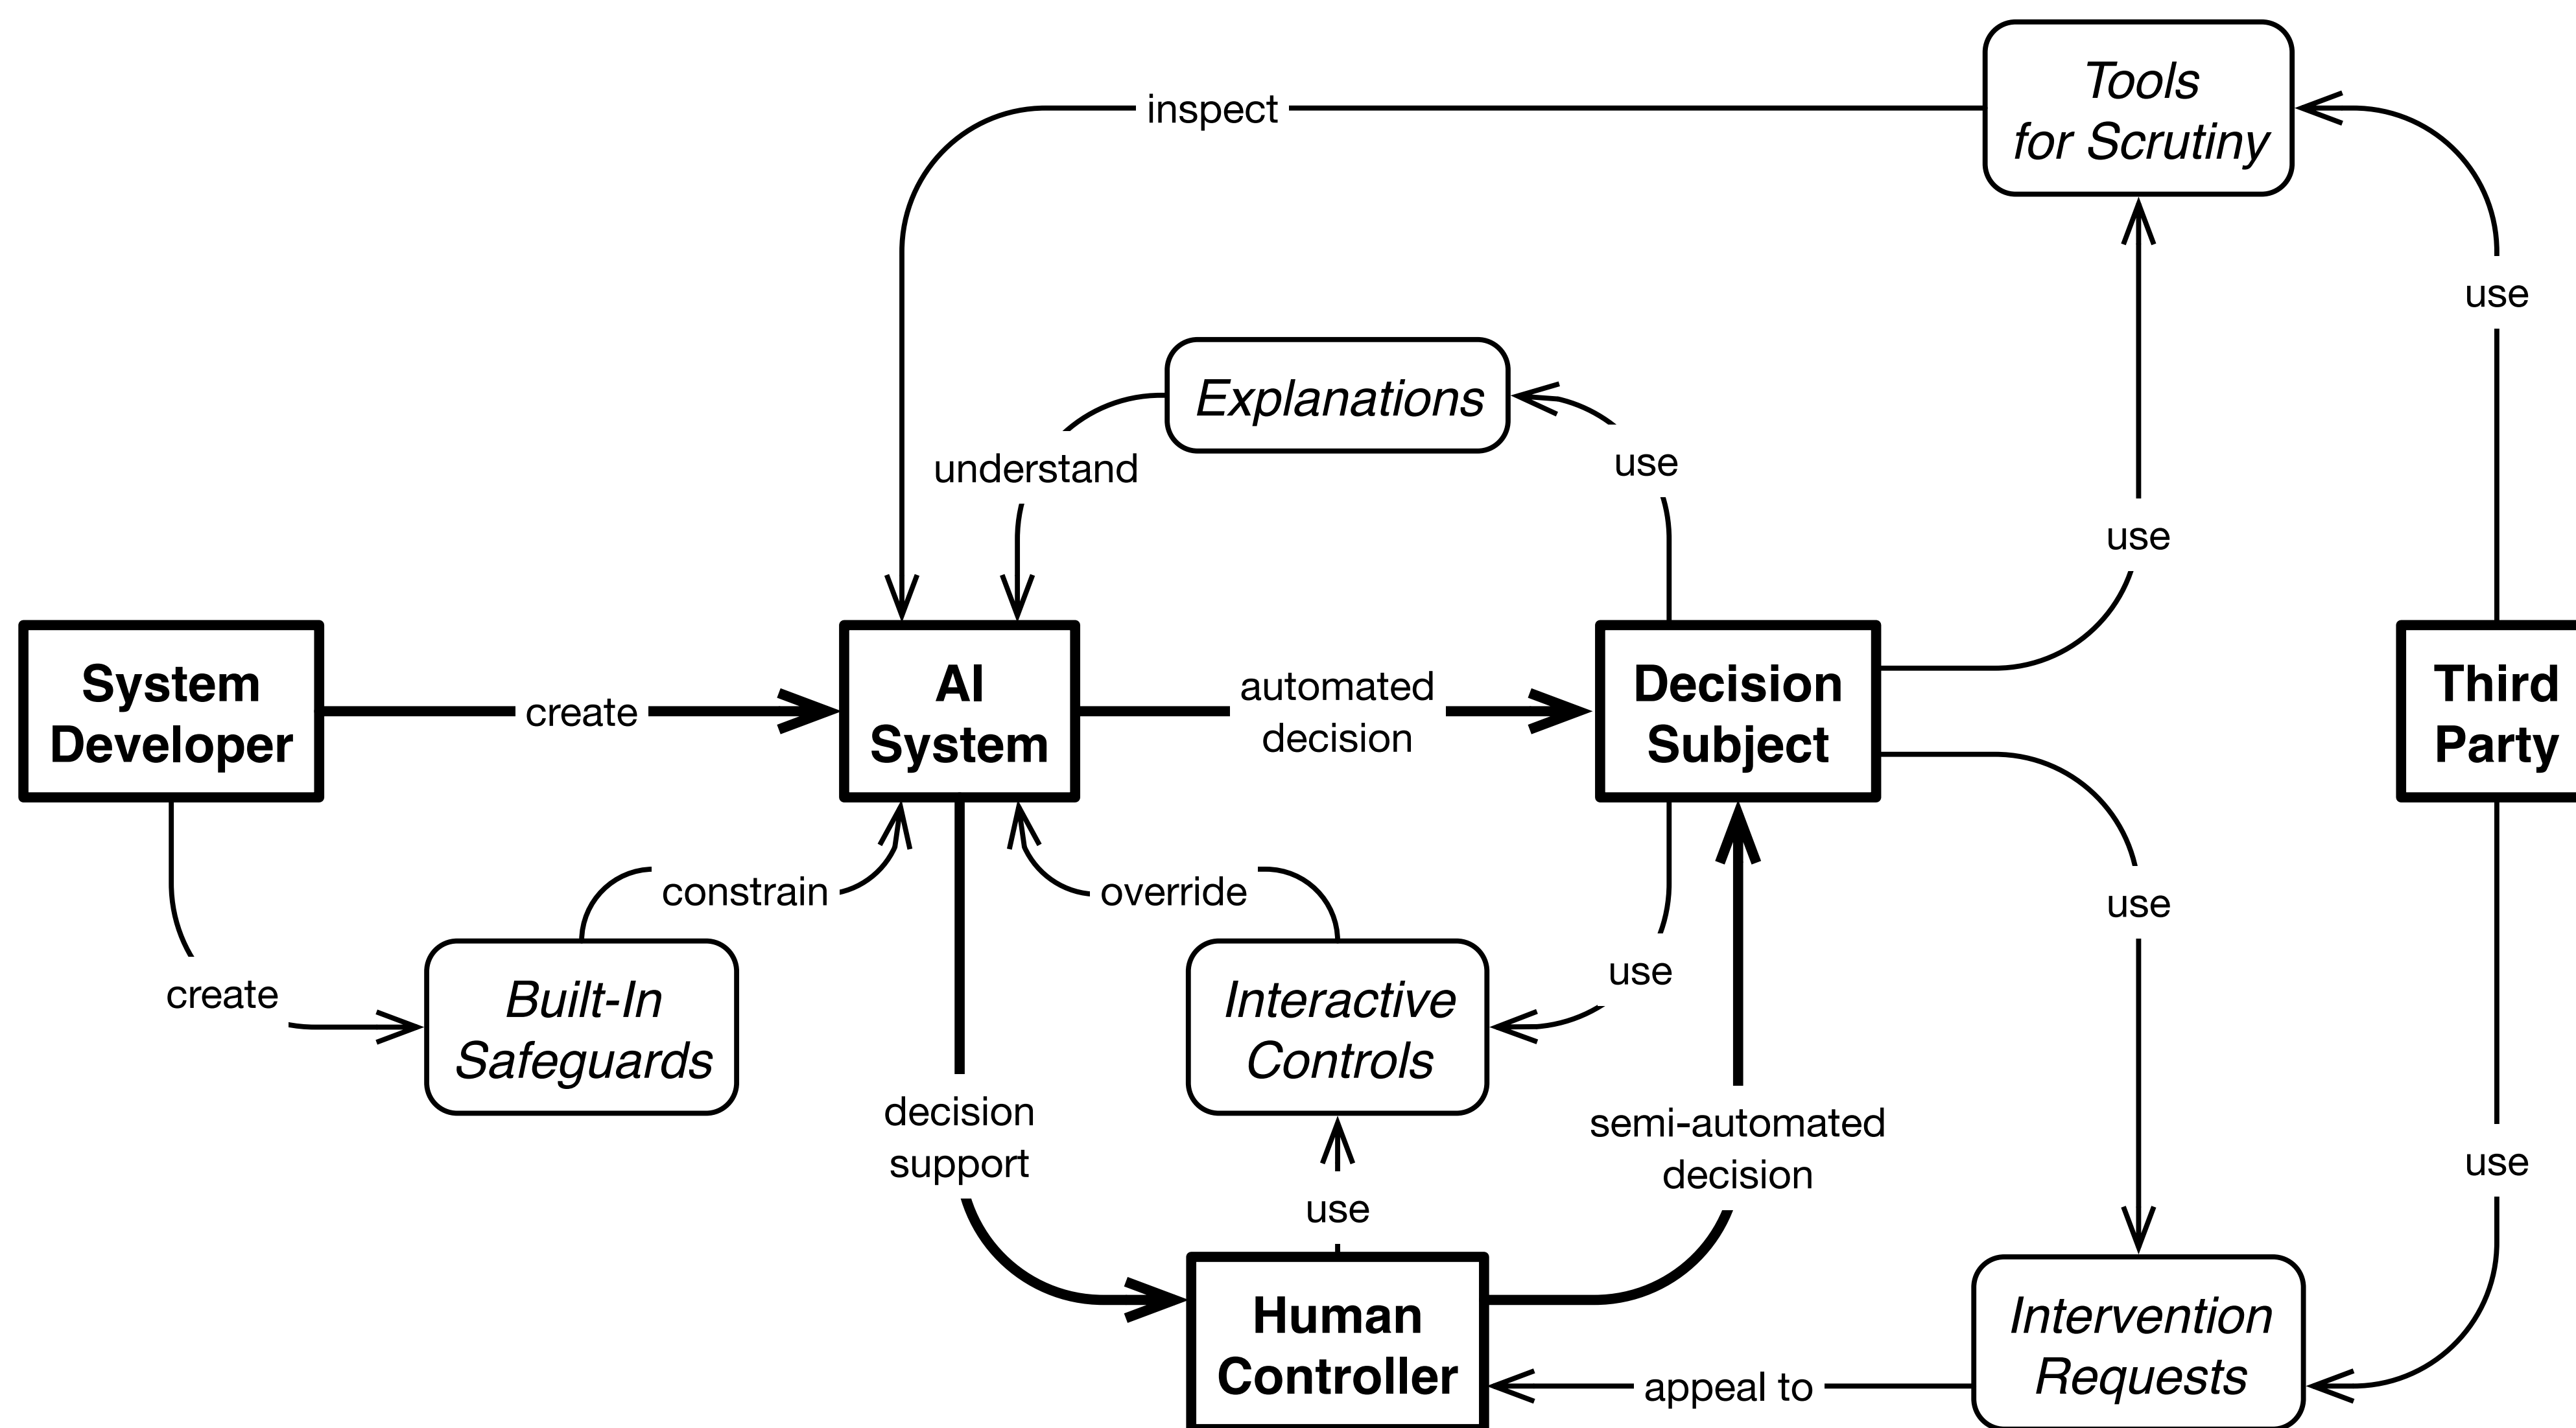 Tools
for Scrutiny
inspect
use
Explanations
understand
use
use
System
Developer
create
AI
System
automated
decision
Decision
Subject
Third
Party
constrain
override
use
create
Built-In
Safeguards
Interactive
Controls
use
decision
support
semi-automated
decision
use
use
Human
Controller
appeal to
Intervention
Requests